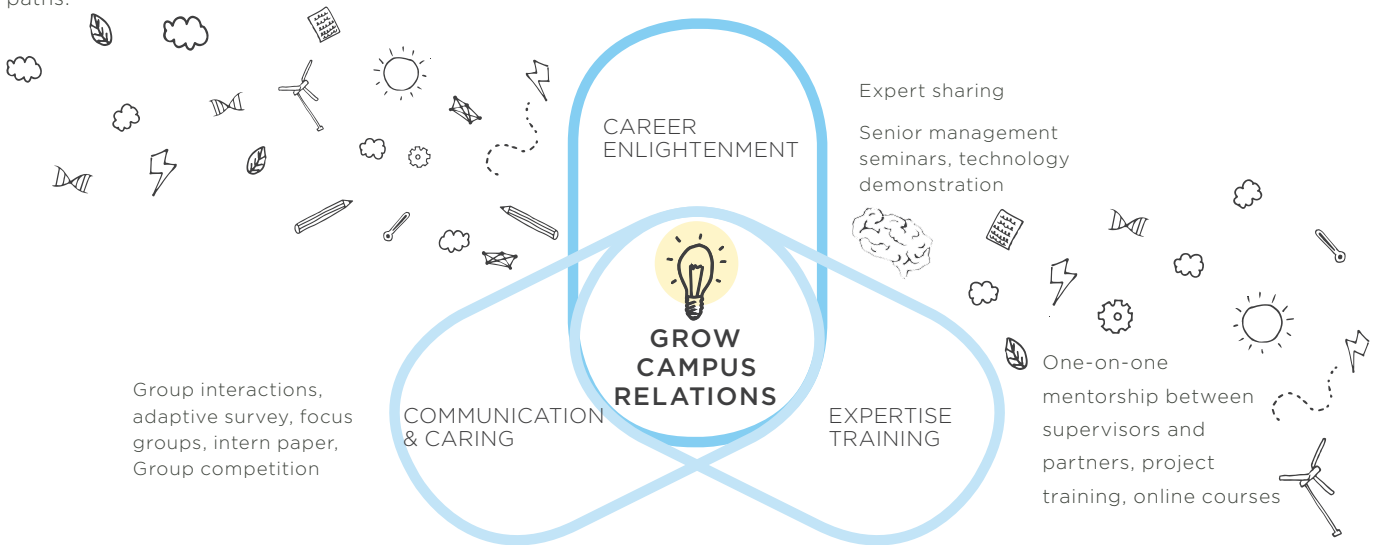 paths.
CAREER
ENLIGHTENMENT
Expert sharing
Senior management
seminars, technology
demonstration
GROW
CAMPUS
RELATIONS
Group interactions,
adaptive survey, focus
groups, intern paper,
Group competition
COMMUNICATION
& CARING
EXPERTISE
TRAINING
One-on-one
mentorship between
supervisors and
partners, project
training, online courses